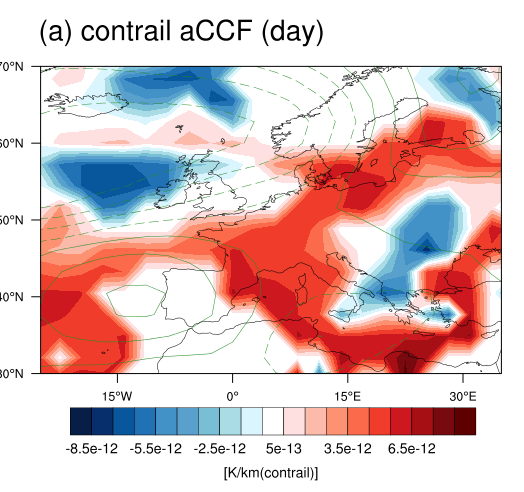 (a) contrail aCCF (day)
70°N
60°N
50°N
40°N
30°N
15°W 0° 15°E 30°E
-8.5e-12 -5.5e-12 -2.5e-12 5e-13 3.5e-12 6.5e-12
[K/km(contrail)]